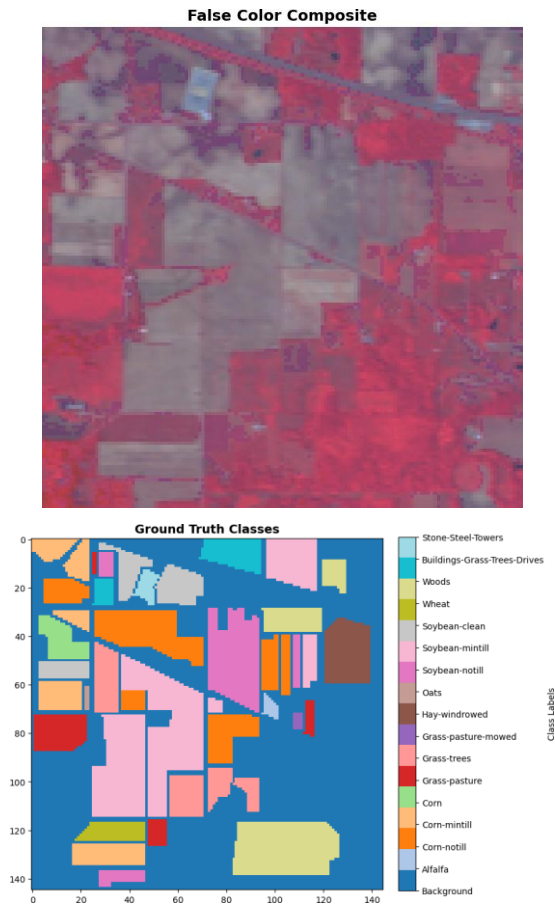 False Color Composite
Ground Truth Classes
0
20
40
60
80
100
120
140
0
20
40
60
80
100
120
140
Stone-Steel-Towers
Buildings-Grass-Trees-Drives
Woods
Wheat
Soybean-clean
Soybean-mintill
Soybean-notill
Oats
Hay-windrowed
Grass-pasture-mowed
Grass-trees
Grass-pasture
Corn
Corn-mintill
Corn-notill
Alfalfa
Background
Class Labels